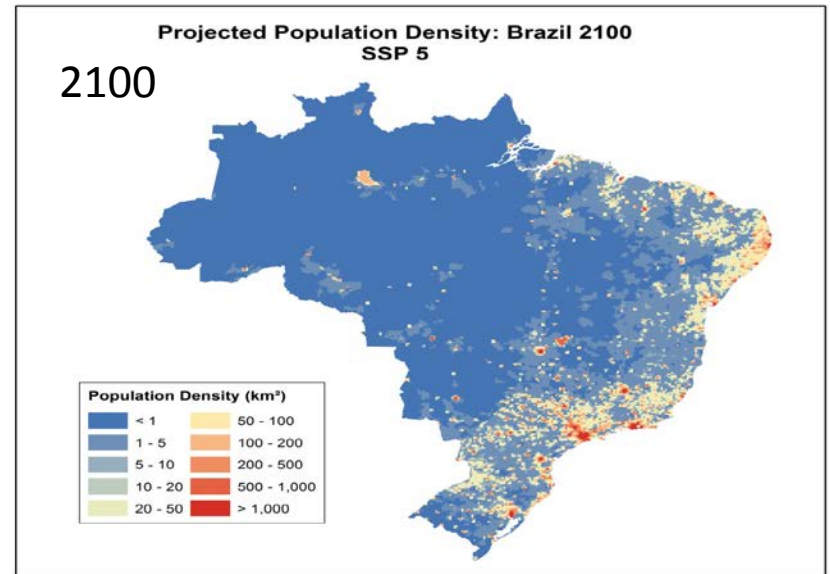 Projected Population Density: Brazil 2100
SSP 5
2100
Population Density (km²)
< 1
1 - 5
5 - 10
10 - 20
20 - 50
50 - 100
100 - 200
200 - 500
500 - 1,000
> 1,000